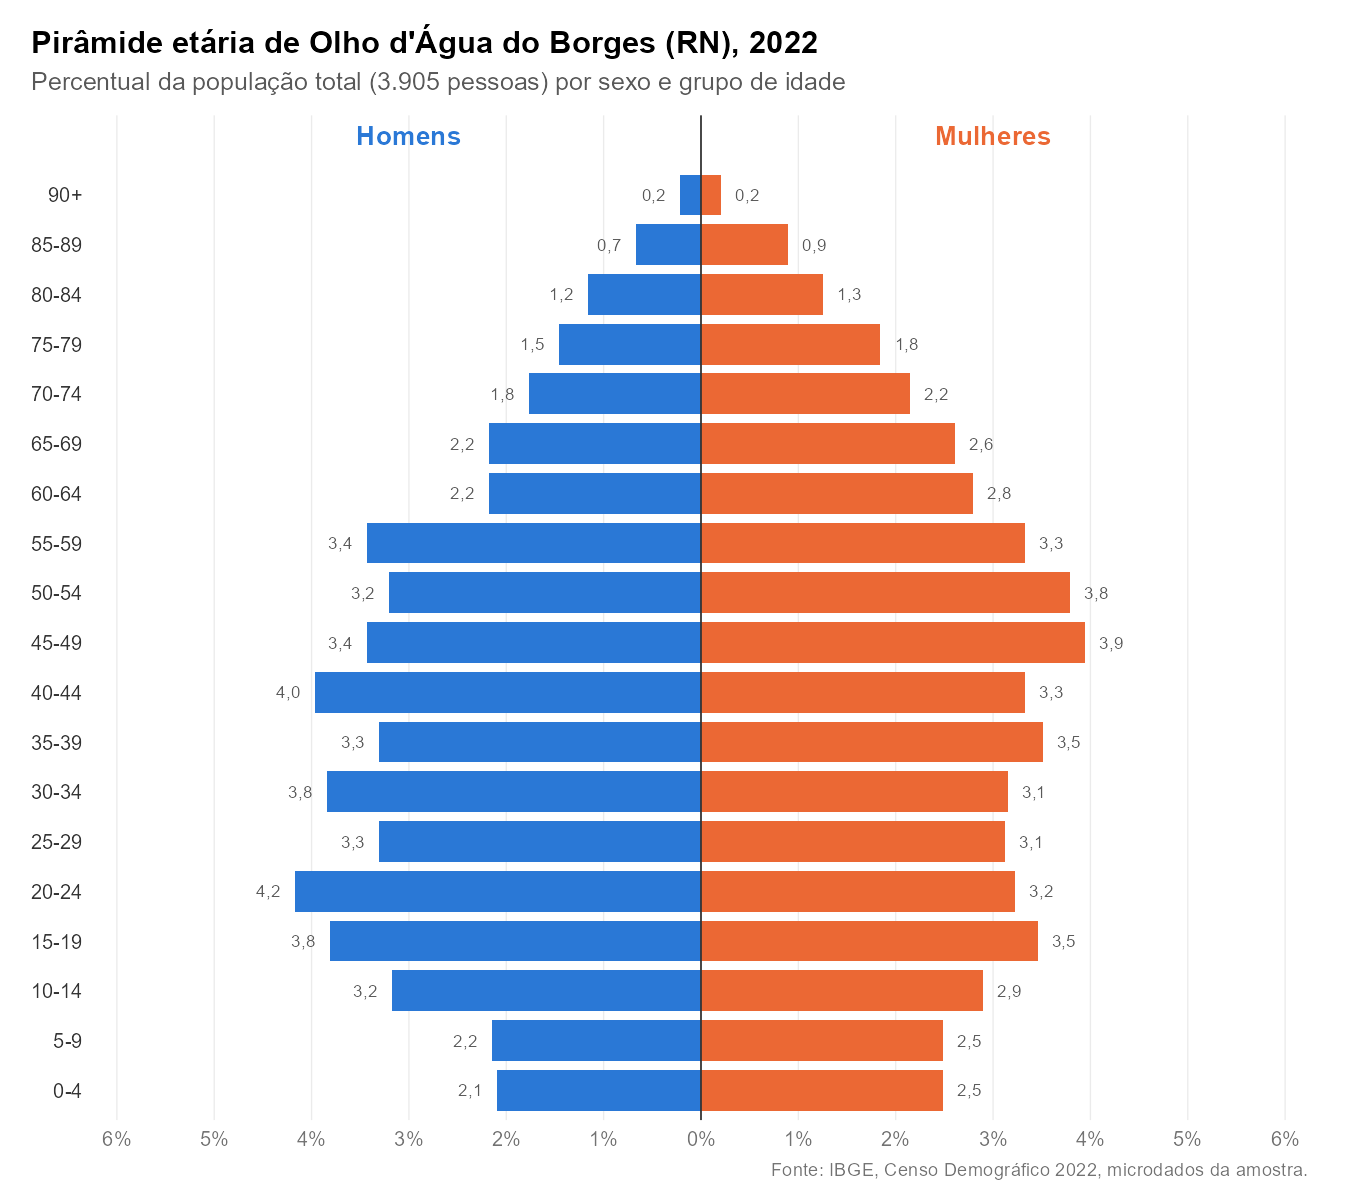 Pirâmide etária de Olho d'Água do Borges (RN), 2022
Percentual da população total (3.905 pessoas) por sexo e grupo de idade
Homens Mulheres
90+ 0,2 0,2
85-89 0,7 0,9
80-84 1,2 1,3
75-79 1,5 1,8
70-74 1,8 2,2
65-69 2,2 2,6
60-64 2,2 2,8
55-59 3,4 3,3
50-54 3,2 3,8
45-49 3,4 3,9
40-44 4,0 3,3
35-39 3,3 3,5
30-34 3,8 3,1
25-29 3,3 3,1
20-24 4,2 3,2
15-19 3,8 3,5
10-14 3,2 2,9
5-9 2,2 2,5
0-4 2,1 2,5
6% 5% 4% 3% 2% 1% 0% 1% 2% 3% 4% 5% 6%
Fonte: IBGE, Censo Demográfico 2022, microdados da amostra.